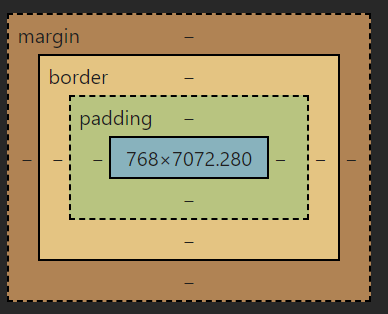 margin –
border –
padding –
– – – 768×7072.280 – – –
–
–
–